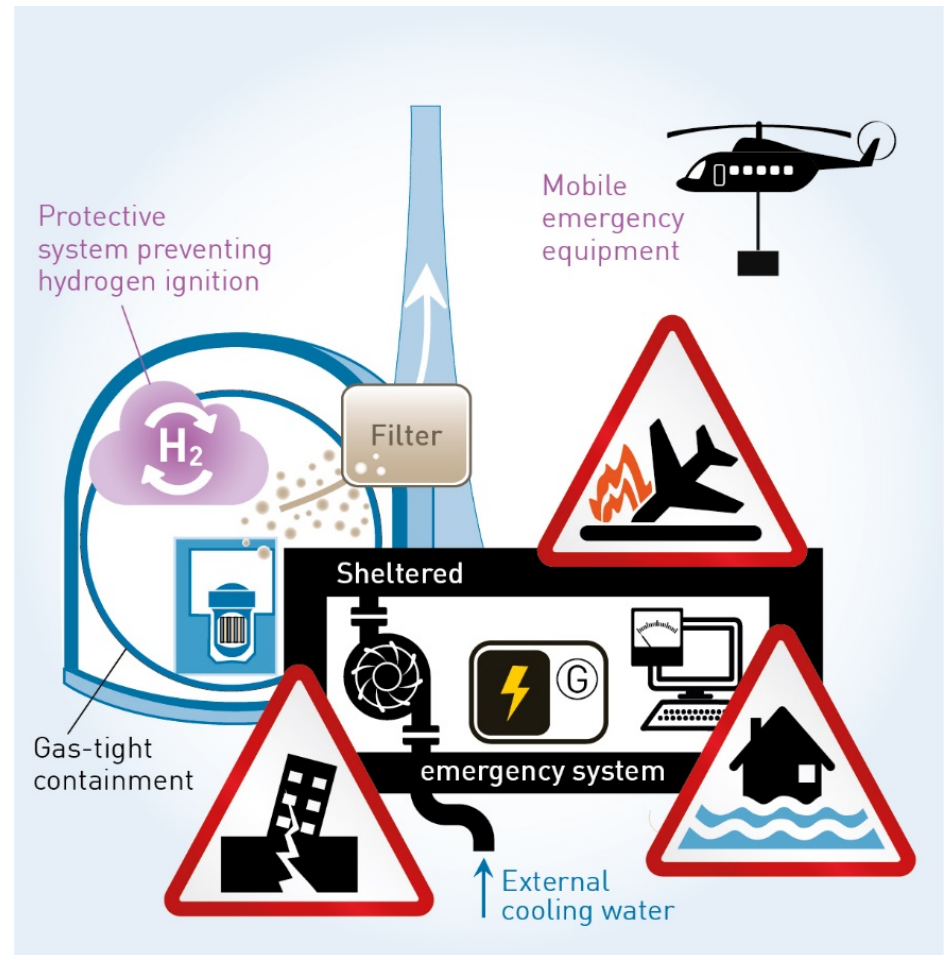 Mobile
emergency
equipment
Protective
system preventing
hydrogen ignition
H₂
Filter
Sheltered
G
Gas-tight
containment
emergency system
External
cooling water